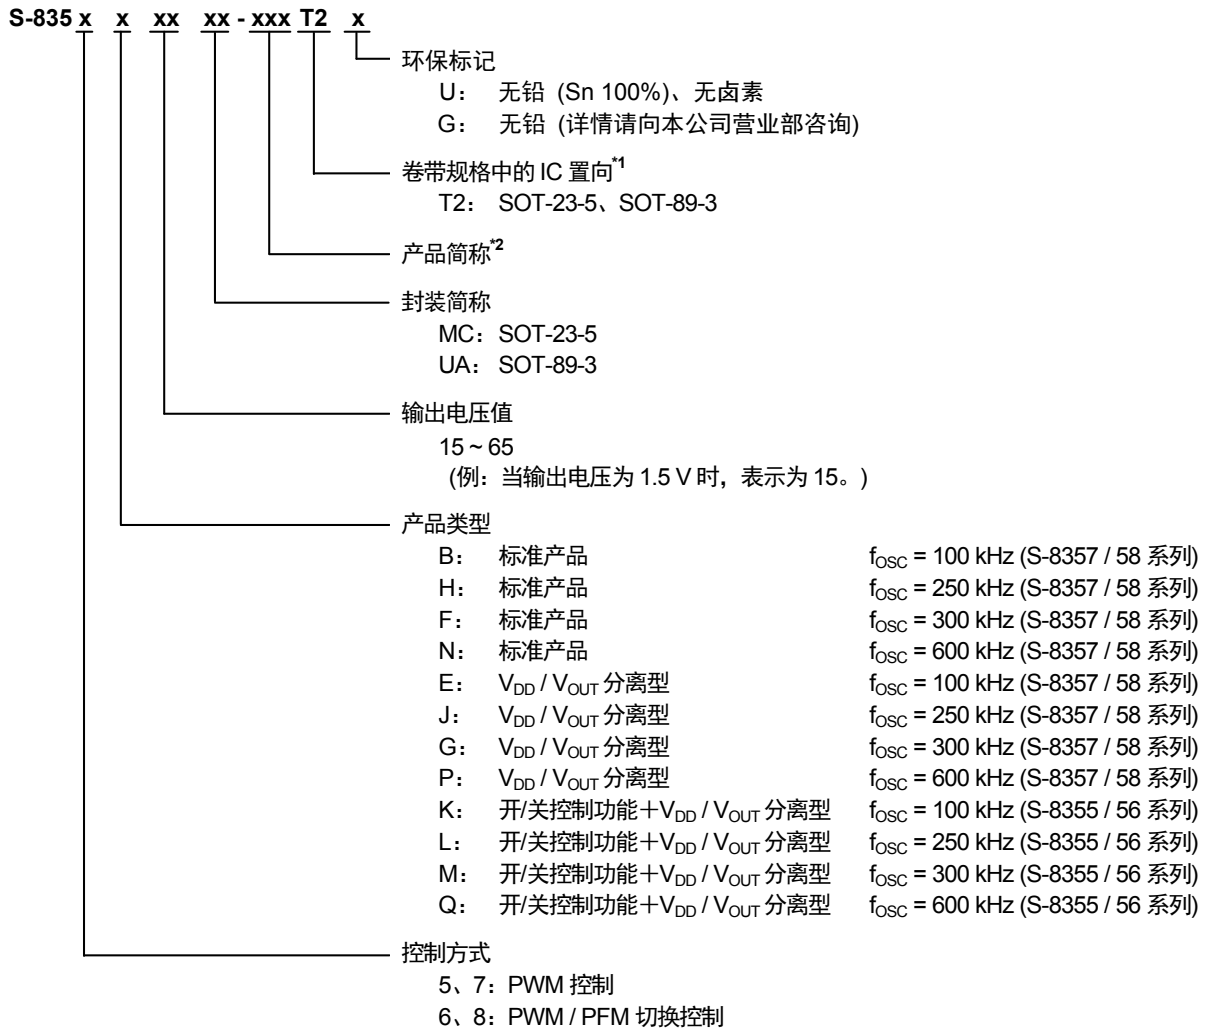 S-835 x x xx xx - xxx T2 x
环保标记
U： 无铅 (Sn 100%)、无卤素
G： 无铅 (详情请向本公司营业部咨询)
卷带规格中的 IC 置向*1
T2： SOT-23-5、SOT-89-3
产品简称*2
封装简称
MC：SOT-23-5
UA： SOT-89-3
输出电压值
15 ~ 65
(例：当输出电压为 1.5 V 时，表示为 15。)
产品类型
B： 标准产品 fOSC = 100 kHz (S-8357 / 58 系列)
H： 标准产品 fOSC = 250 kHz (S-8357 / 58 系列)
F： 标准产品 fOSC = 300 kHz (S-8357 / 58 系列)
N： 标准产品 fOSC = 600 kHz (S-8357 / 58 系列)
E： VDD / VOUT 分离型 fOSC = 100 kHz (S-8357 / 58 系列)
J： VDD / VOUT 分离型 fOSC = 250 kHz (S-8357 / 58 系列)
G： VDD / VOUT 分离型 fOSC = 300 kHz (S-8357 / 58 系列)
P： VDD / VOUT 分离型 fOSC = 600 kHz (S-8357 / 58 系列)
K： 开/关控制功能＋VDD / VOUT 分离型 fOSC = 100 kHz (S-8355 / 56 系列)
L： 开/关控制功能＋VDD / VOUT 分离型 fOSC = 250 kHz (S-8355 / 56 系列)
M： 开/关控制功能＋VDD / VOUT 分离型 fOSC = 300 kHz (S-8355 / 56 系列)
Q： 开/关控制功能＋VDD / VOUT 分离型 fOSC = 600 kHz (S-8355 / 56 系列)
控制方式
5、7：PWM 控制
6、8：PWM / PFM 切换控制